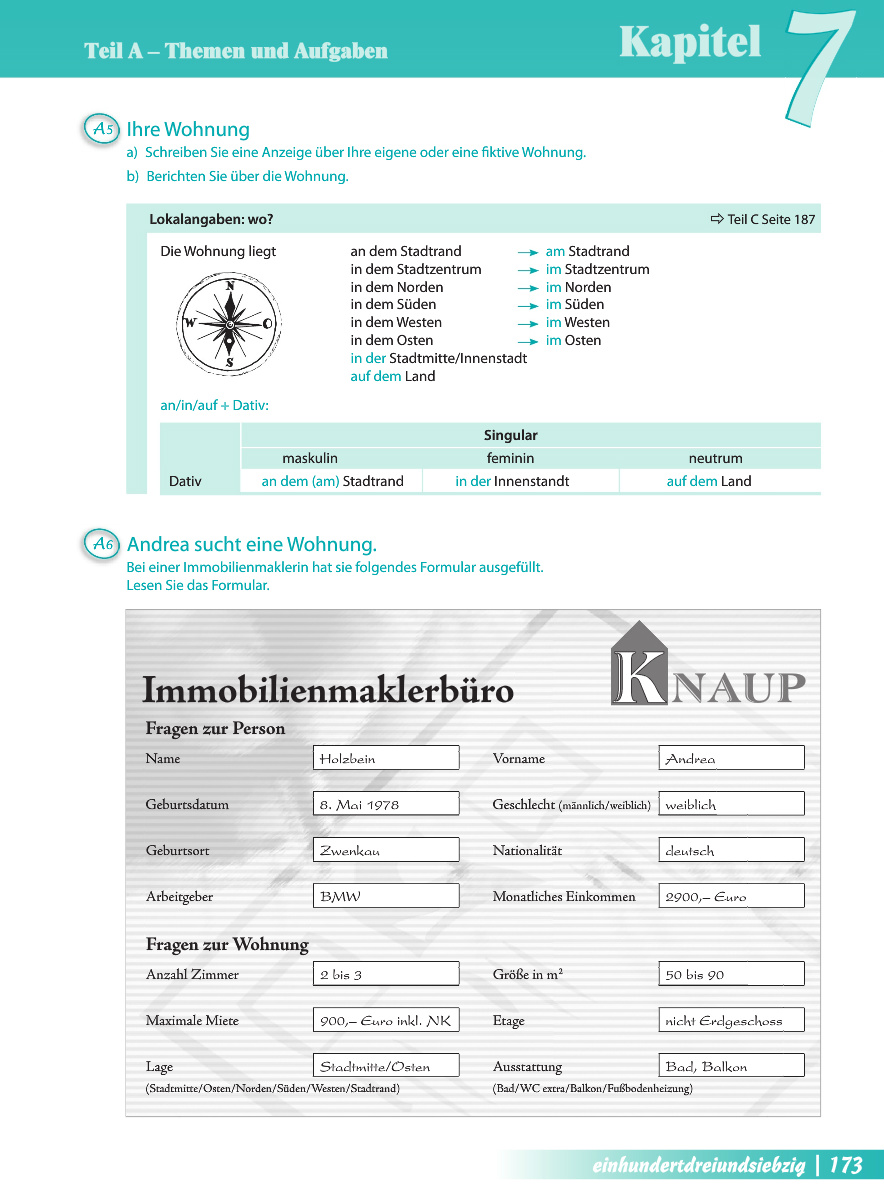 Teil A – Themen und Aufgaben
Kapitel 7
A5 Ihre Wohnung
a) Schreiben Sie eine Anzeige über Ihre eigene oder eine fiktive Wohnung.
b) Berichten Sie über die Wohnung.
Lokalangaben: wo? ⇨ Teil C Seite 187
Die Wohnung liegt an dem Stadtrand → am Stadtrand
in dem Stadtzentrum → im Stadtzentrum
in dem Norden → im Norden
in dem Süden → im Süden
in dem Westen → im Westen
in dem Osten → im Osten
in der Stadtmitte/Innenstadt
auf dem Land
N
W O
S
an/in/auf + Dativ:
Singular
maskulin feminin neutrum
Dativ an dem (am) Stadtrand in der Innenstandt auf dem Land
A6 Andrea sucht eine Wohnung.
Bei einer Immobilienmaklerin hat sie folgendes Formular ausgefüllt.
Lesen Sie das Formular.
Immobilienmaklerbüro KNAUP
Fragen zur Person
Name Holzbein Vorname Andrea
Geburtsdatum 8. Mai 1978 Geschlecht (männlich/weiblich) weiblich
Geburtsort Zwenkau Nationalität deutsch
Arbeitgeber BMW Monatliches Einkommen 2900,– Euro
Fragen zur Wohnung
Anzahl Zimmer 2 bis 3 Größe in m² 50 bis 90
Maximale Miete 900,– Euro inkl. NK Etage nicht Erdgeschoss
Lage Stadtmitte/Osten Ausstattung Bad, Balkon
(Stadtmitte/Osten/Norden/Süden/Westen/Stadtrand) (Bad/WC extra/Balkon/Fußbodenheizung)
einhundertdreiundsiebzig | 173